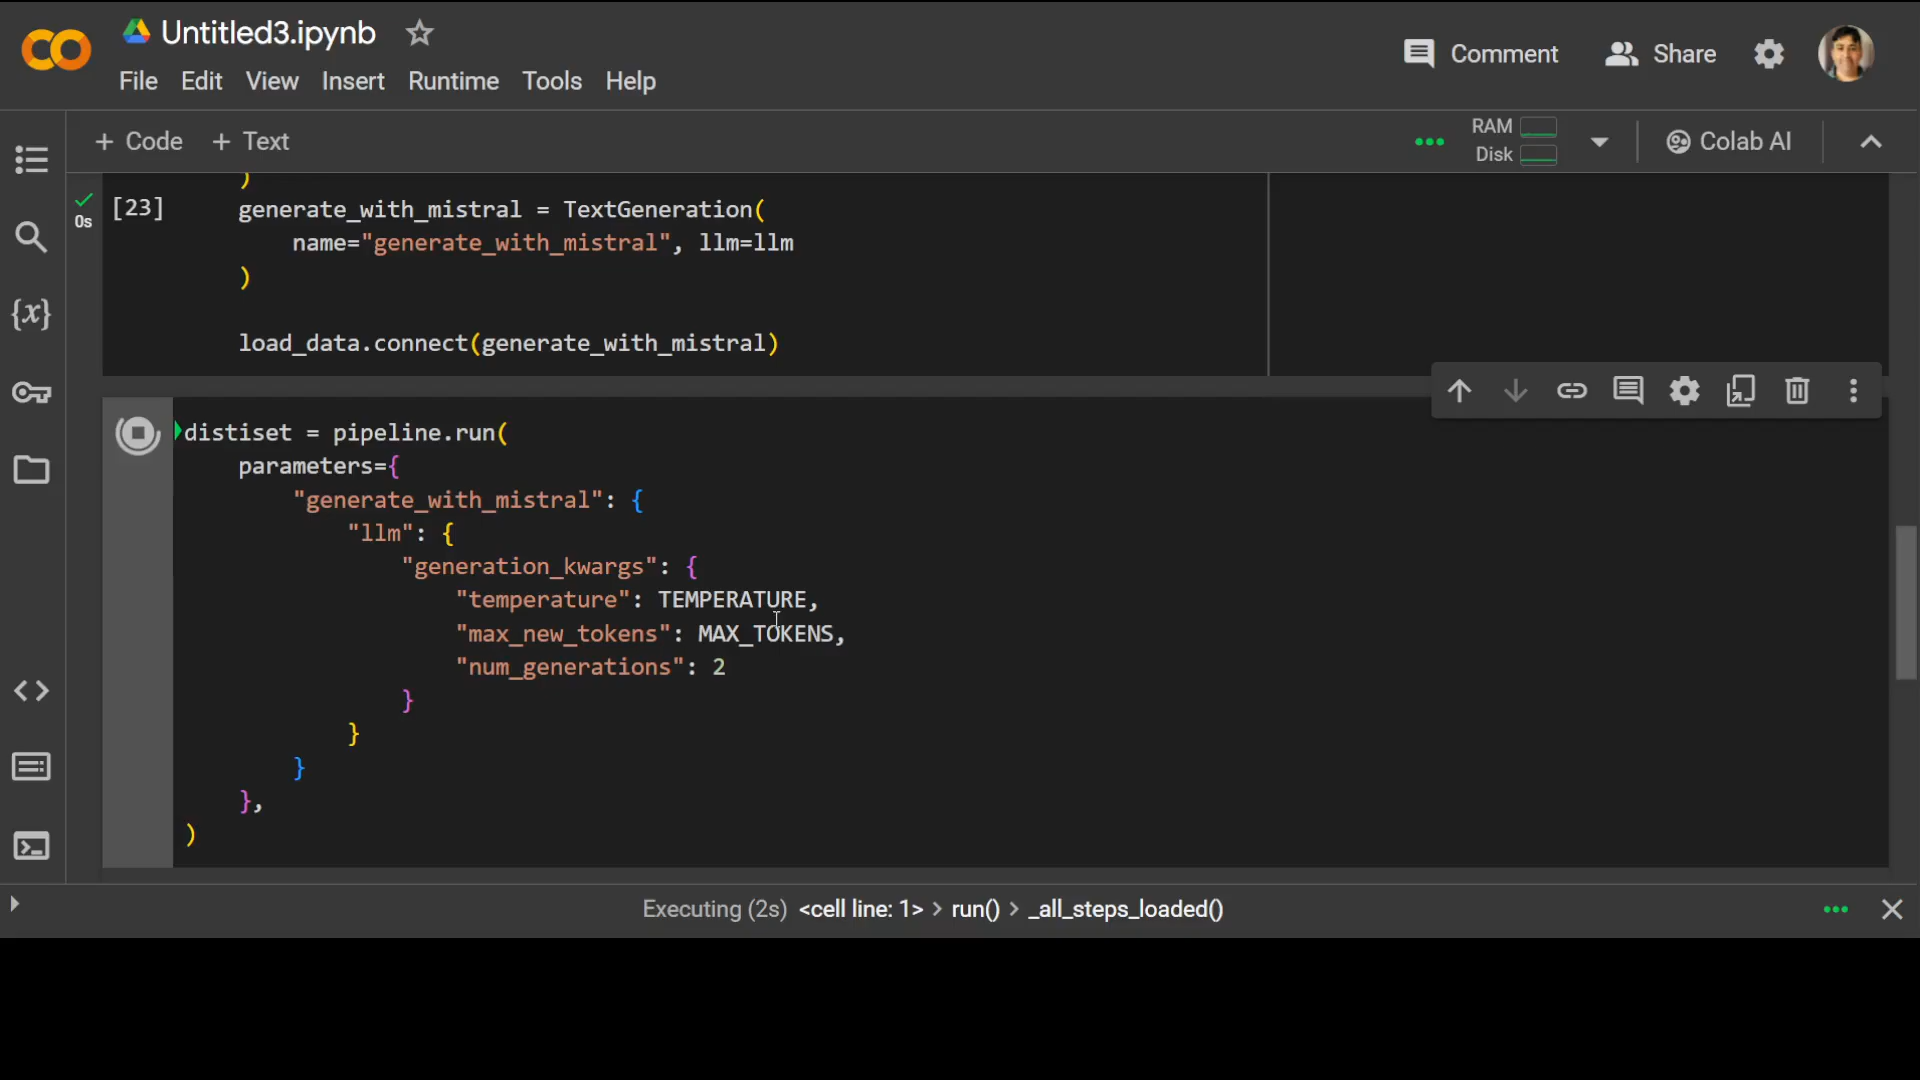 Untitled3.ipynb
Comment
Share
File Edit View Insert Runtime Tools Help
+ Code + Text
RAM
Disk
Colab AI
)
0s
[23]
generate_with_mistral = TextGeneration(
name="generate_with_mistral", llm=llm
)
load_data.connect(generate_with_mistral)
distiset = pipeline.run(
parameters={
"generate_with_mistral": {
"llm": {
"generation_kwargs": {
"temperature": TEMPERATURE,
"max_new_tokens": MAX_TOKENS,
"num_generations": 2
}
}
}
},
)
Executing (2s) <cell line: 1> > run() > _all_steps_loaded()